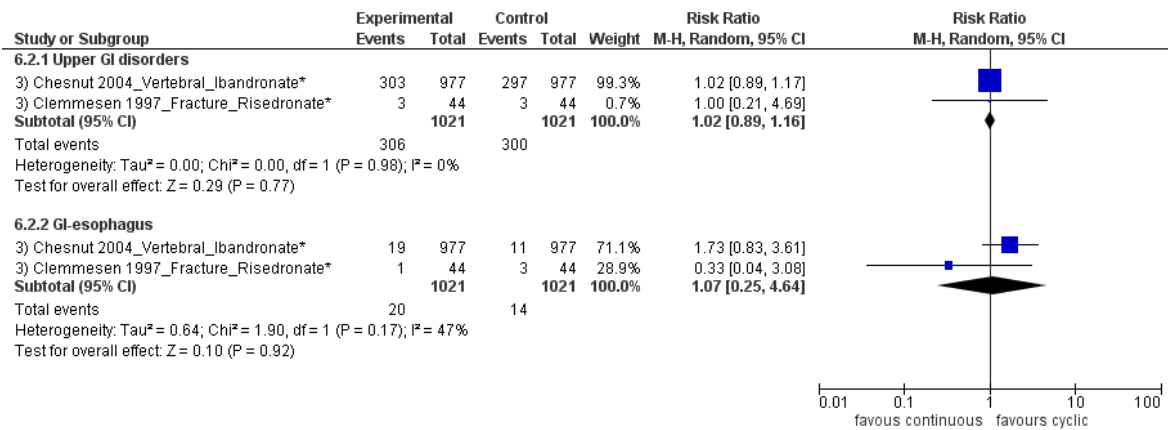 Experimental Control Risk Ratio Risk Ratio
Study or Subgroup Events Total Events Total Weight M-H, Random, 95% CI M-H, Random, 95% CI
6.2.1 Upper GI disorders
3) Chesnut 2004_Vertebral_Ibandronate* 303 977 297 977 99.3% 1.02 [0.89, 1.17]
3) Clemmesen 1997_Fracture_Risedronate* 3 44 3 44 0.7% 1.00 [0.21, 4.69]
Subtotal (95% CI) 1021 1021 100.0% 1.02 [0.89, 1.16]
Total events 306 300
Heterogeneity: Tau² = 0.00; Chi² = 0.00, df = 1 (P = 0.98); I² = 0%
Test for overall effect: Z = 0.29 (P = 0.77)
6.2.2 GI-esophagus
3) Chesnut 2004_Vertebral_Ibandronate* 19 977 11 977 71.1% 1.73 [0.83, 3.61]
3) Clemmesen 1997_Fracture_Risedronate* 1 44 3 44 28.9% 0.33 [0.04, 3.08]
Subtotal (95% CI) 1021 1021 100.0% 1.07 [0.25, 4.64]
Total events 20 14
Heterogeneity: Tau² = 0.64; Chi² = 1.90, df = 1 (P = 0.17); I² = 47%
Test for overall effect: Z = 0.10 (P = 0.92)
0.01 0.1 1 10 100
favous continuous favours cyclic